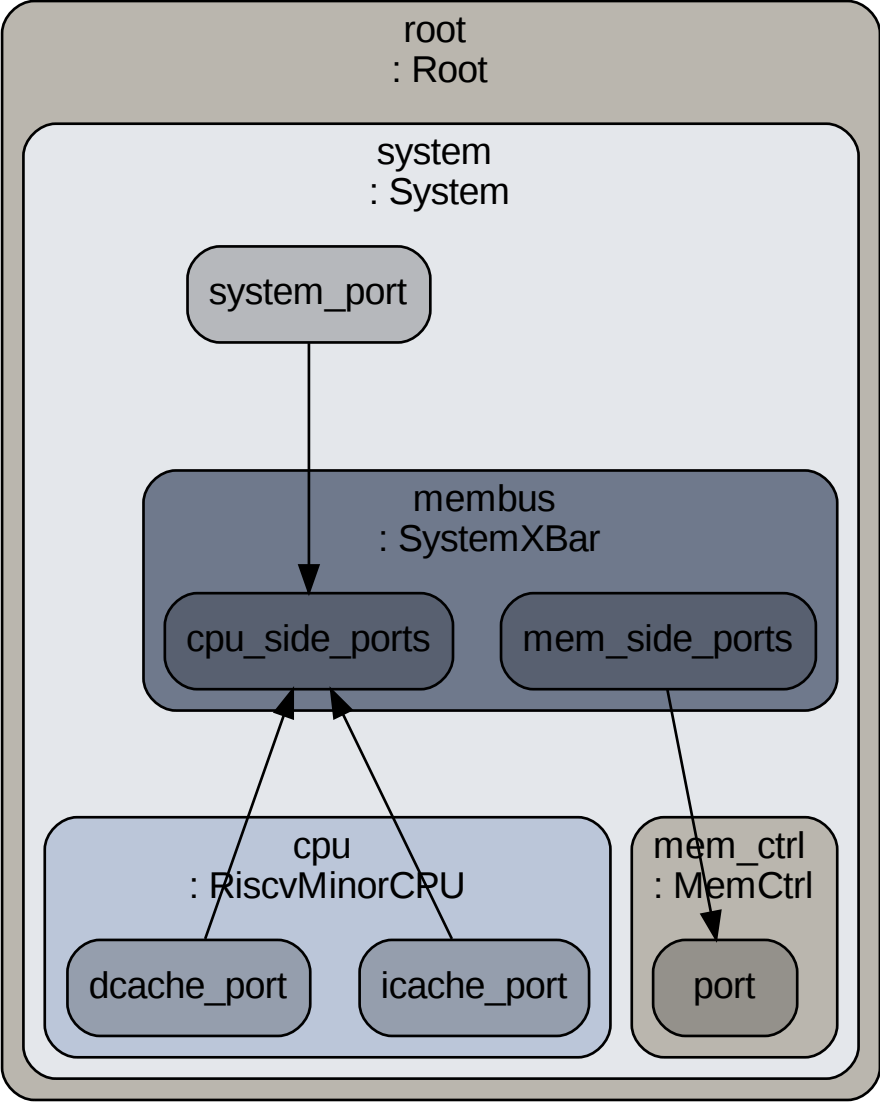 root
: Root
system
: System
system_port
membus
: SystemXBar
cpu_side_ports
mem_side_ports
cpu
: RiscvMinorCPU
dcache_port
icache_port
mem_ctrl
: MemCtrl
port